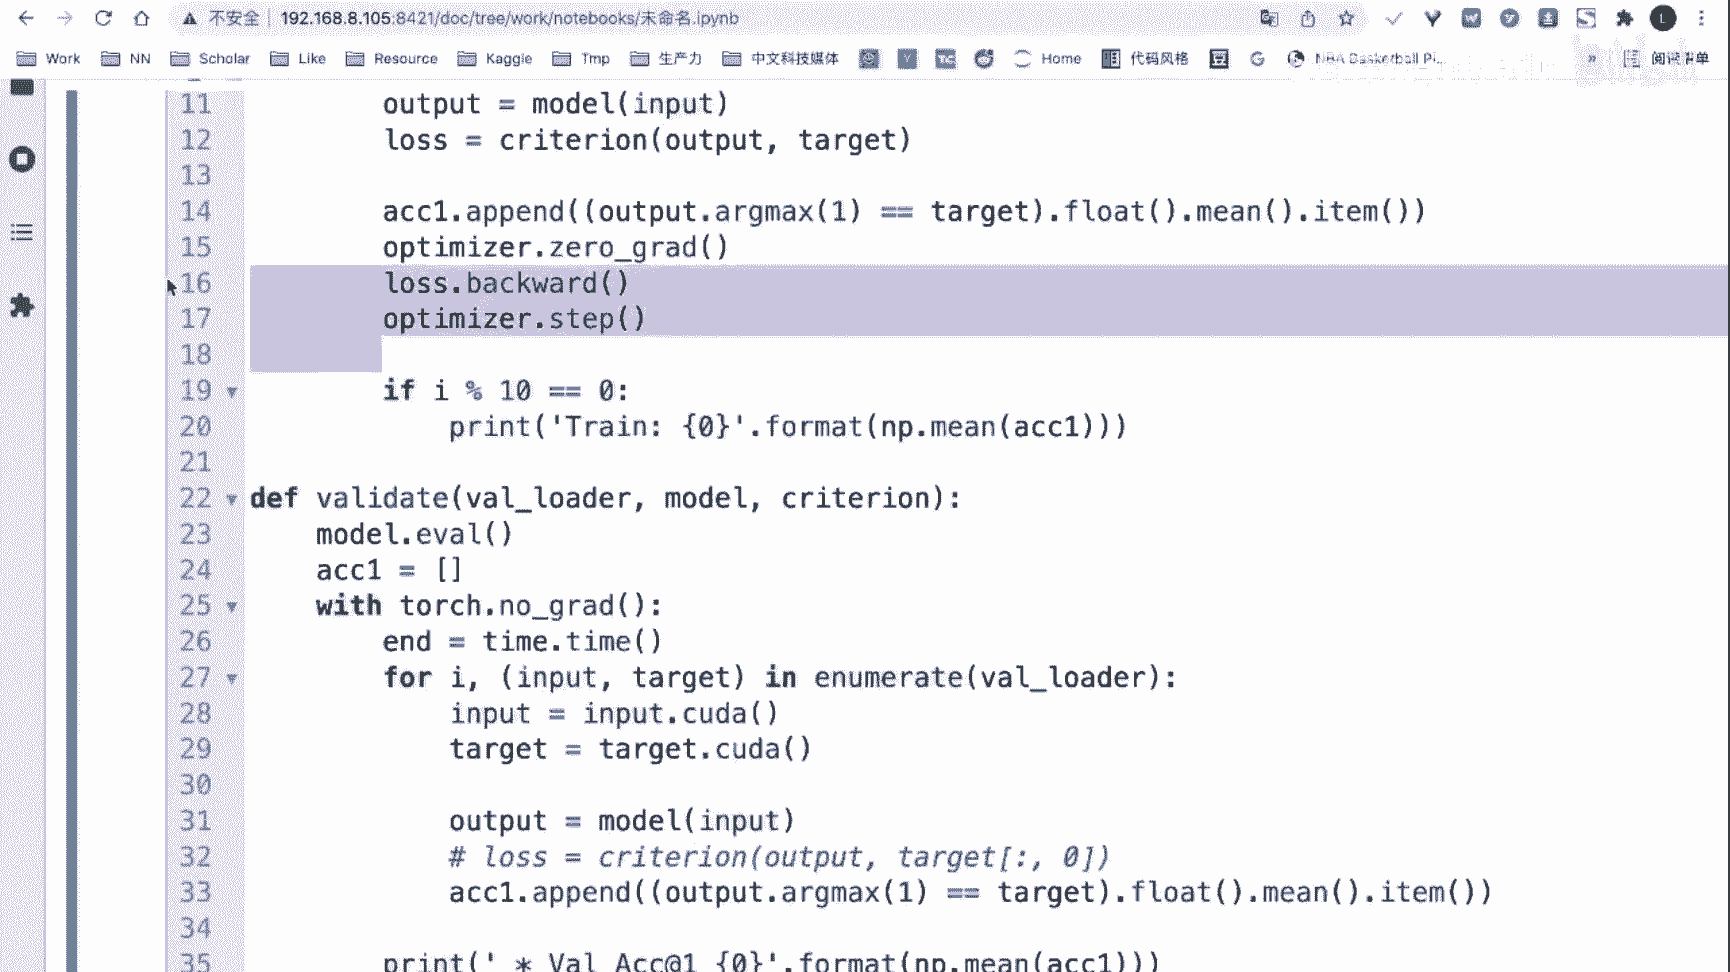 不安全 192.168.8.105:8421/doc/tree/work/notebooks/未命名.ipynb
Work NN Scholar Like Resource Kaggle Tmp 生产力 中文科技媒体 Y TC Home 代码风格 豆 G NBA Basketball Pi... » 阅读清单
11 output = model(input)
12 loss = criterion(output, target)
13
14 acc1.append((output.argmax(1) == target).float().mean().item())
15 optimizer.zero_grad()
16 loss.backward()
17 optimizer.step()
18
19 if i % 10 == 0:
20 print('Train: {0}'.format(np.mean(acc1)))
21
22 def validate(val_loader, model, criterion):
23 model.eval()
24 acc1 = []
25 with torch.no_grad():
26 end = time.time()
27 for i, (input, target) in enumerate(val_loader):
28 input = input.cuda()
29 target = target.cuda()
30
31 output = model(input)
32 # loss = criterion(output, target[:, 0])
33 acc1.append((output.argmax(1) == target).float().mean().item())
34
35 print(' * Val Acc@1 {0}'.format(np.mean(acc1)))